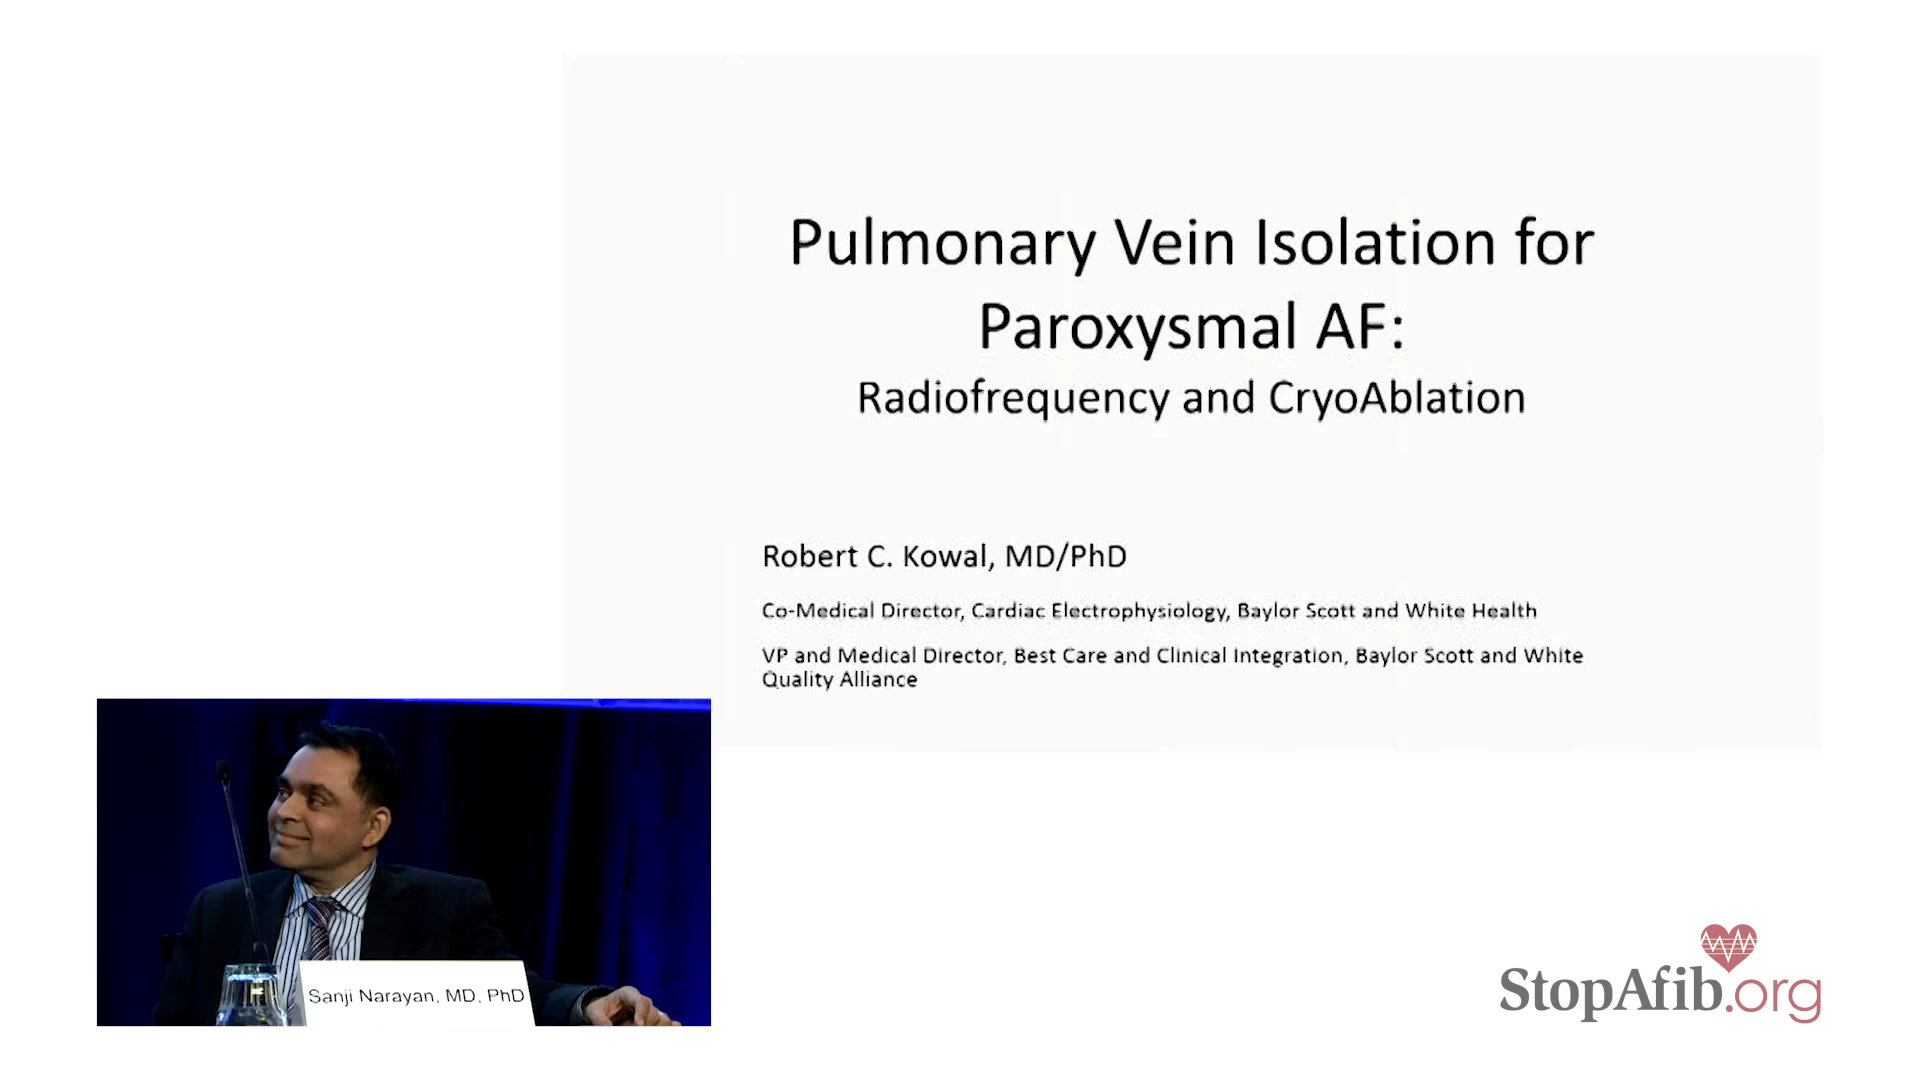 Pulmonary Vein Isolation for
Paroxysmal AF:
Radiofrequency and CryoAblation
Robert C. Kowal, MD/PhD
Co-Medical Director, Cardiac Electrophysiology, Baylor Scott and White Health
VP and Medical Director, Best Care and Clinical Integration, Baylor Scott and White
Quality Alliance
Sanji Narayan, MD, PhD
StopAfib.org